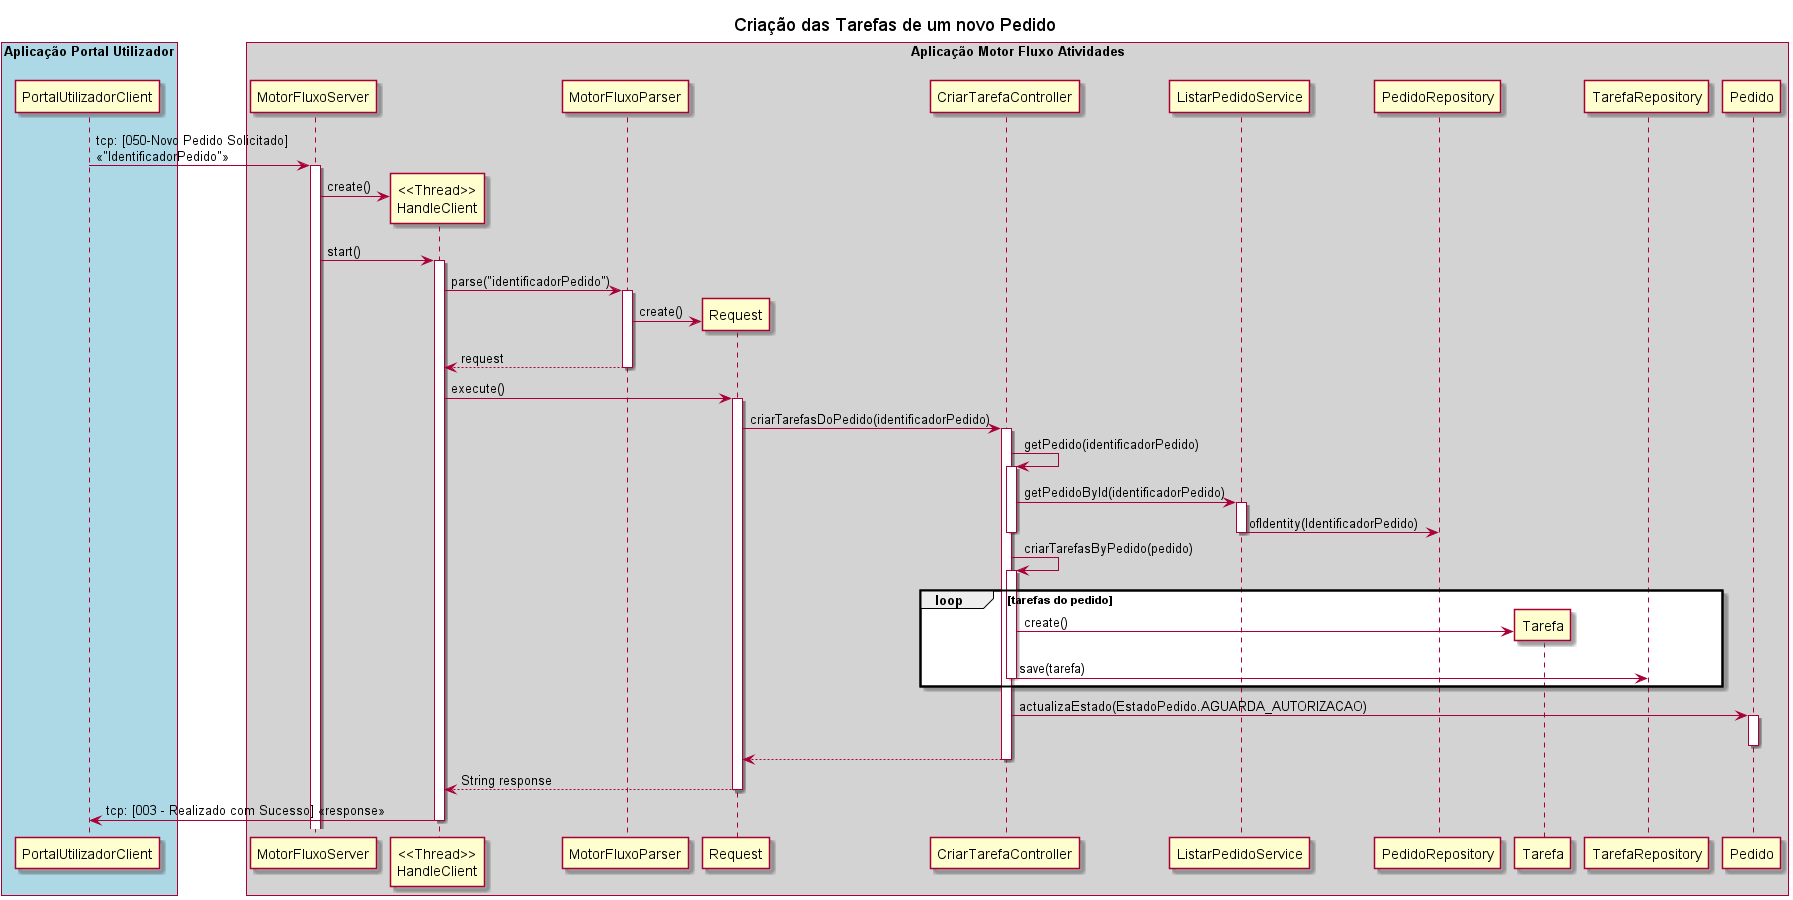 Criação das Tarefas de um novo Pedido
Aplicação Portal Utilizador
Aplicação Motor Fluxo Atividades
PortalUtilizadorClient
MotorFluxoServer
MotorFluxoParser
CriarTarefaController
ListarPedidoService
PedidoRepository
TarefaRepository
Pedido
tcp: [050-Novo Pedido Solicitado]
«"IdentificadorPedido"»
create()
<<Thread>>
HandleClient
start()
parse("identificadorPedido")
create()
Request
request
execute()
criarTarefasDoPedido(identificadorPedido)
getPedido(identificadorPedido)
getPedidoById(identificadorPedido)
ofIdentity(IdentificadorPedido)
criarTarefasByPedido(pedido)
loop
[tarefas do pedido]
create()
Tarefa
save(tarefa)
actualizaEstado(EstadoPedido.AGUARDA_AUTORIZACAO)
String response
tcp: [003 - Realizado com Sucesso] «response»
PortalUtilizadorClient
MotorFluxoServer
<<Thread>>
HandleClient
MotorFluxoParser
Request
CriarTarefaController
ListarPedidoService
PedidoRepository
Tarefa
TarefaRepository
Pedido